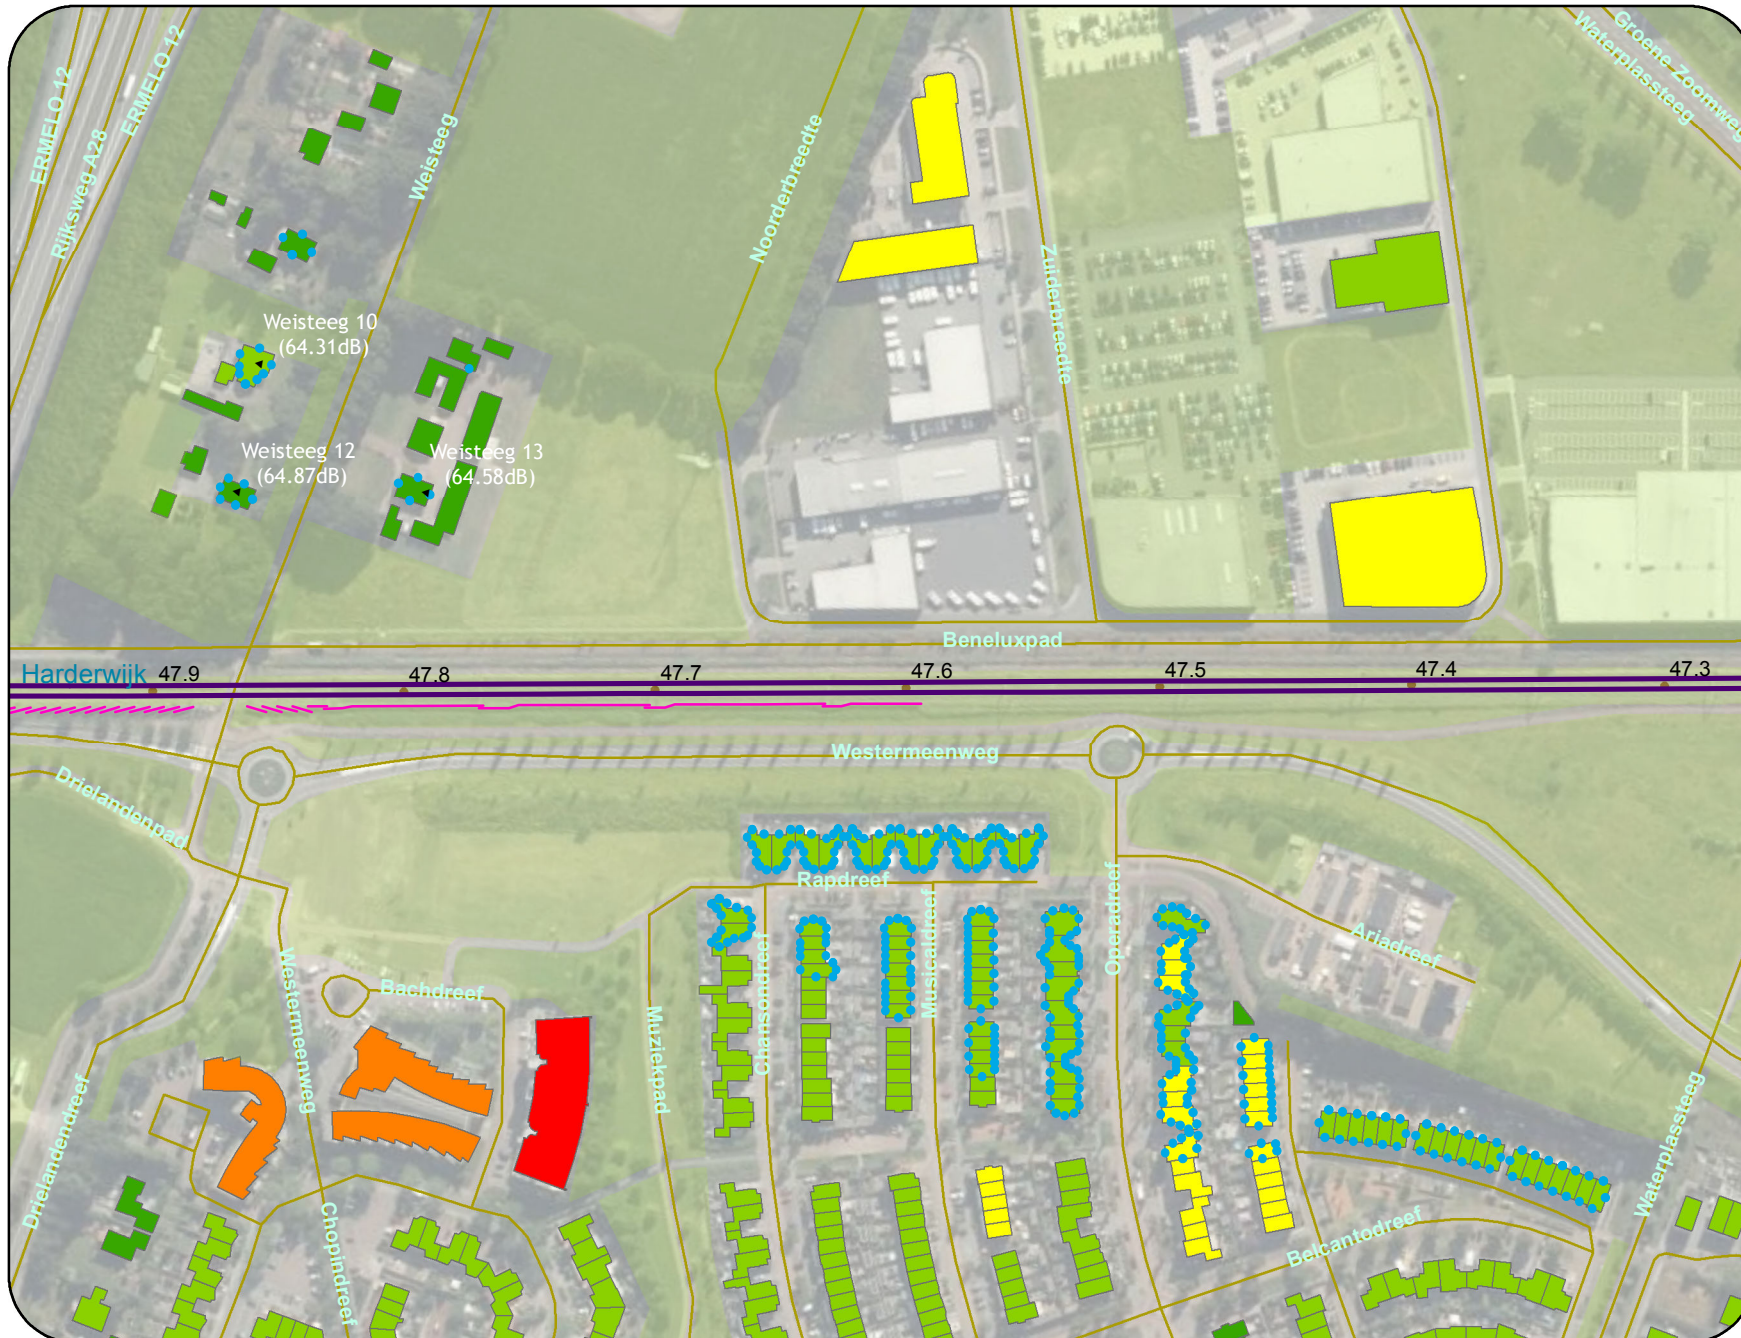 ERMELO 12
Rijksweg A28
ERMELO 12
Weisteeg
Noorderbreedte
Zuiderbreedte
Groene Zoomweg
Waterplassteeg
Weisteeg 10
(64.31dB)
Weisteeg 12
(64.87dB)
Weisteeg 13
(64.58dB)
Beneluxpad
Harderwijk
47.9
47.8
47.7
47.6
47.5
47.4
47.3
Westermeenweg
Drielandenpad
Rapdreef
Operadreef
Musicaldreef
Chansondreef
Ariadreef
Bachdreef
Westermeenweg
Muziekpad
Drielandendreef
Chopindreef
Belcantodreef
Waterplassteeg